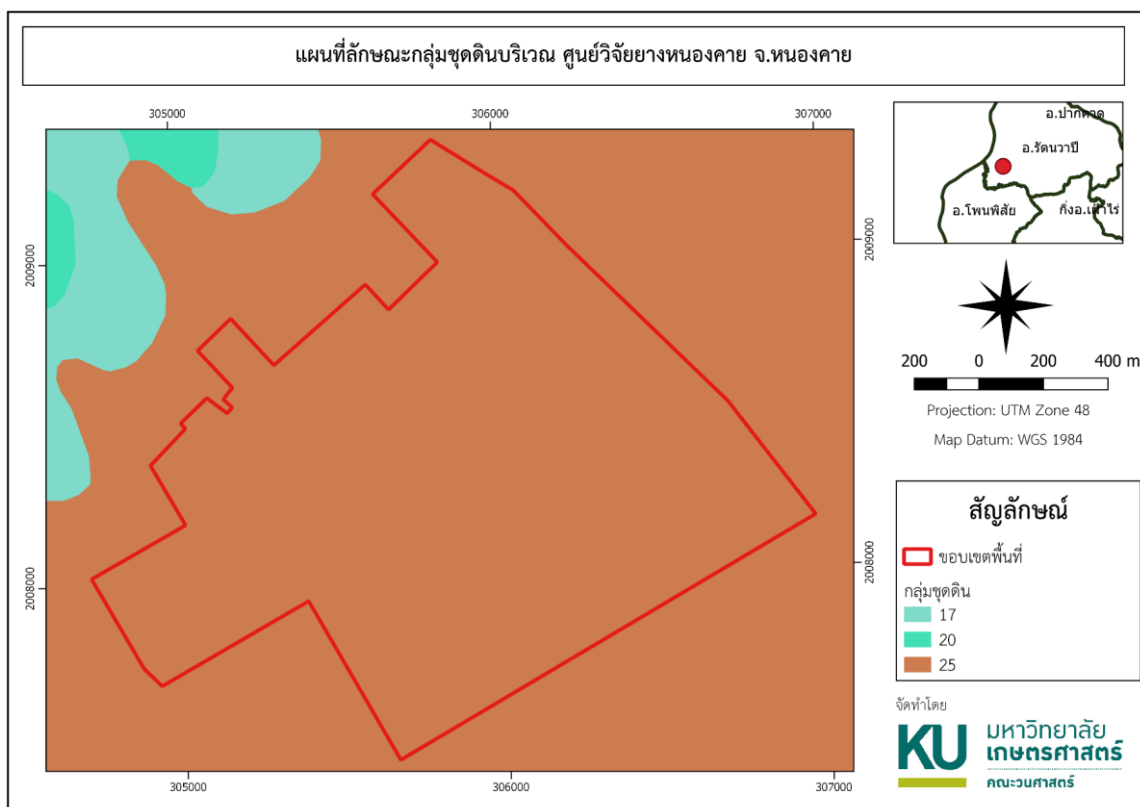 แผนที่ลักษณะกลุ่มชุดดินบริเวณ ศูนย์วิจัยยางหนองคาย จ.หนองคาย
305000 306000 307000
2009000 2009000
2008000 2008000
305000 306000 307000
อ.ปากคาด
อ.รัตนวาปี
อ.โพนพิสัย กิ่งอ.เฝ้าไร่
200 0 200 400 m
Projection: UTM Zone 48
Map Datum: WGS 1984
สัญลักษณ์
ขอบเขตพื้นที่
กลุ่มชุดดิน
17
20
25
จัดทำโดย
KU มหาวิทยาลัย
เกษตรศาสตร์
คณะวนศาสตร์